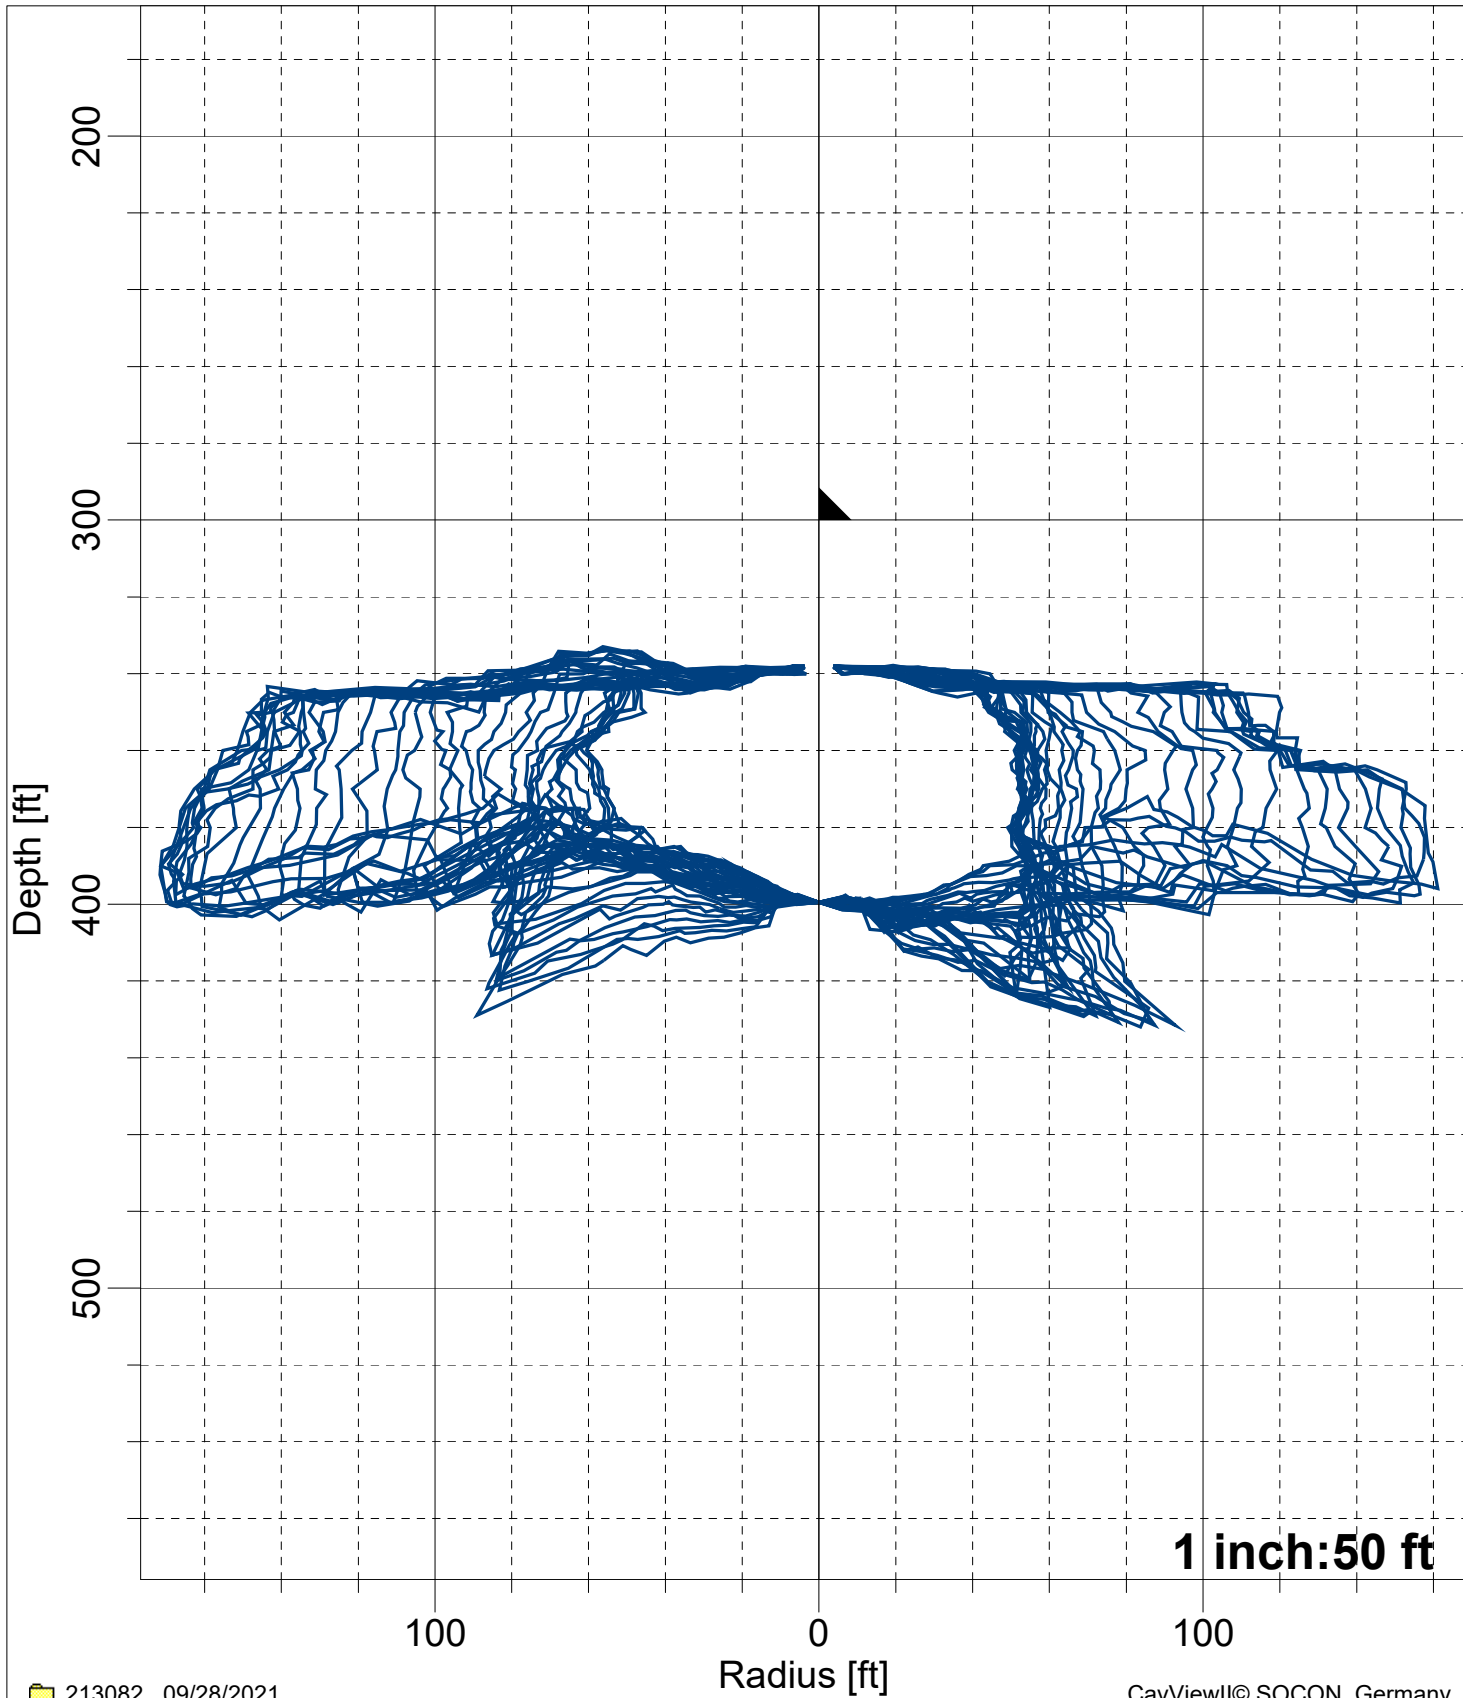 200
300
400
500
Depth [ft]
1 inch:50 ft
100 0 100
Radius [ft]
213082 09/28/2021
CavViewII© SOCON, Germany